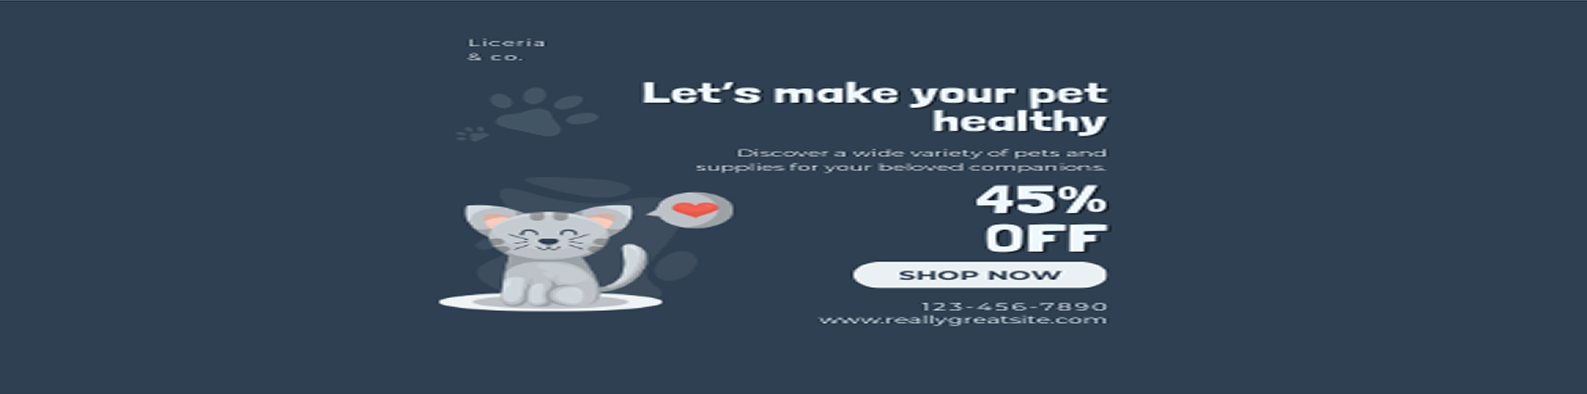 Liceria
& co.
Let's make your pet
healthy
Discover a wide variety of pets and
supplies for your beloved companions.
45%
OFF
SHOP NOW
123-456-7890
www.reallygreatsite.com